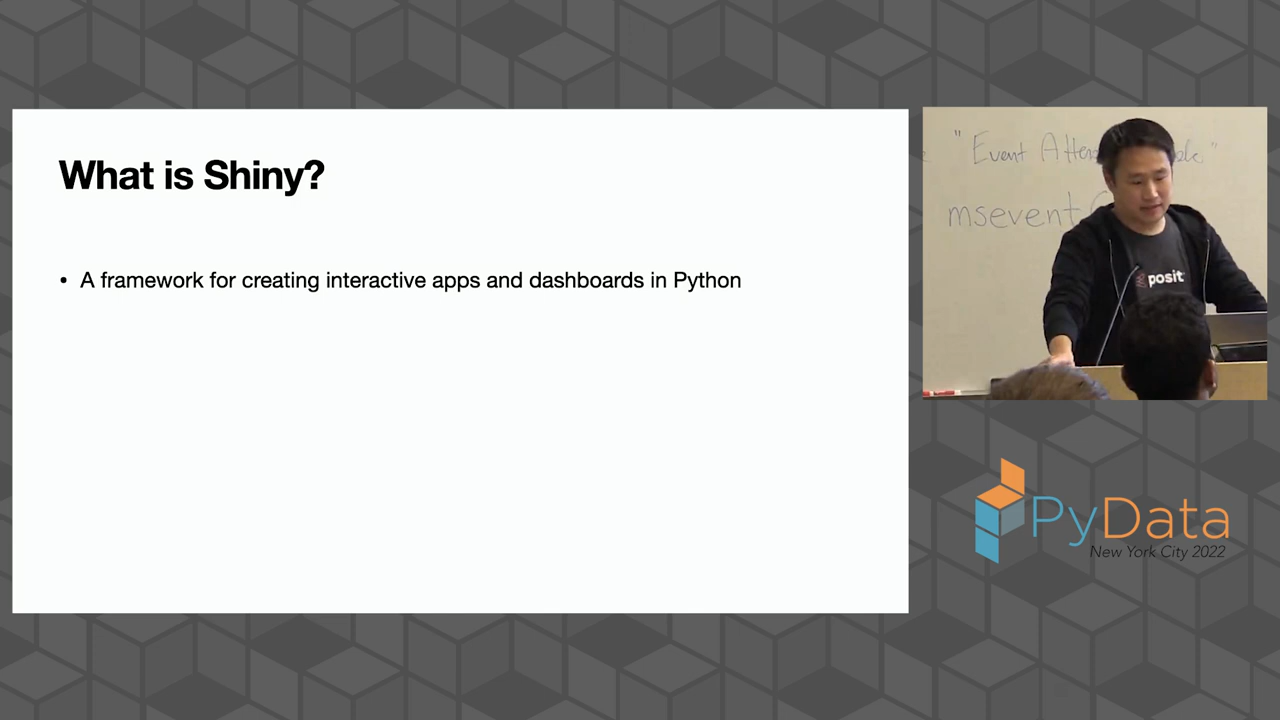 What is Shiny?
• A framework for creating interactive apps and dashboards in Python
"Event
msevent
posit
PyData
New York City 2022